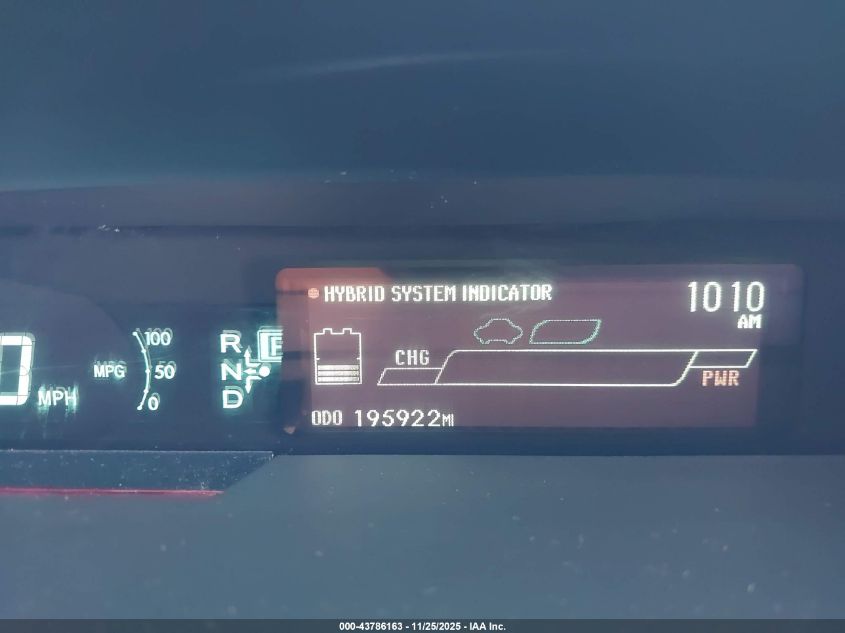 HYBRID SYSTEM INDICATOR
1010
AM
CHG
PWR
ODO 195922MI
0
MPH
MPG
100
50
0
R
N
D
000-43786163 - 11/25/2025 - IAA Inc.